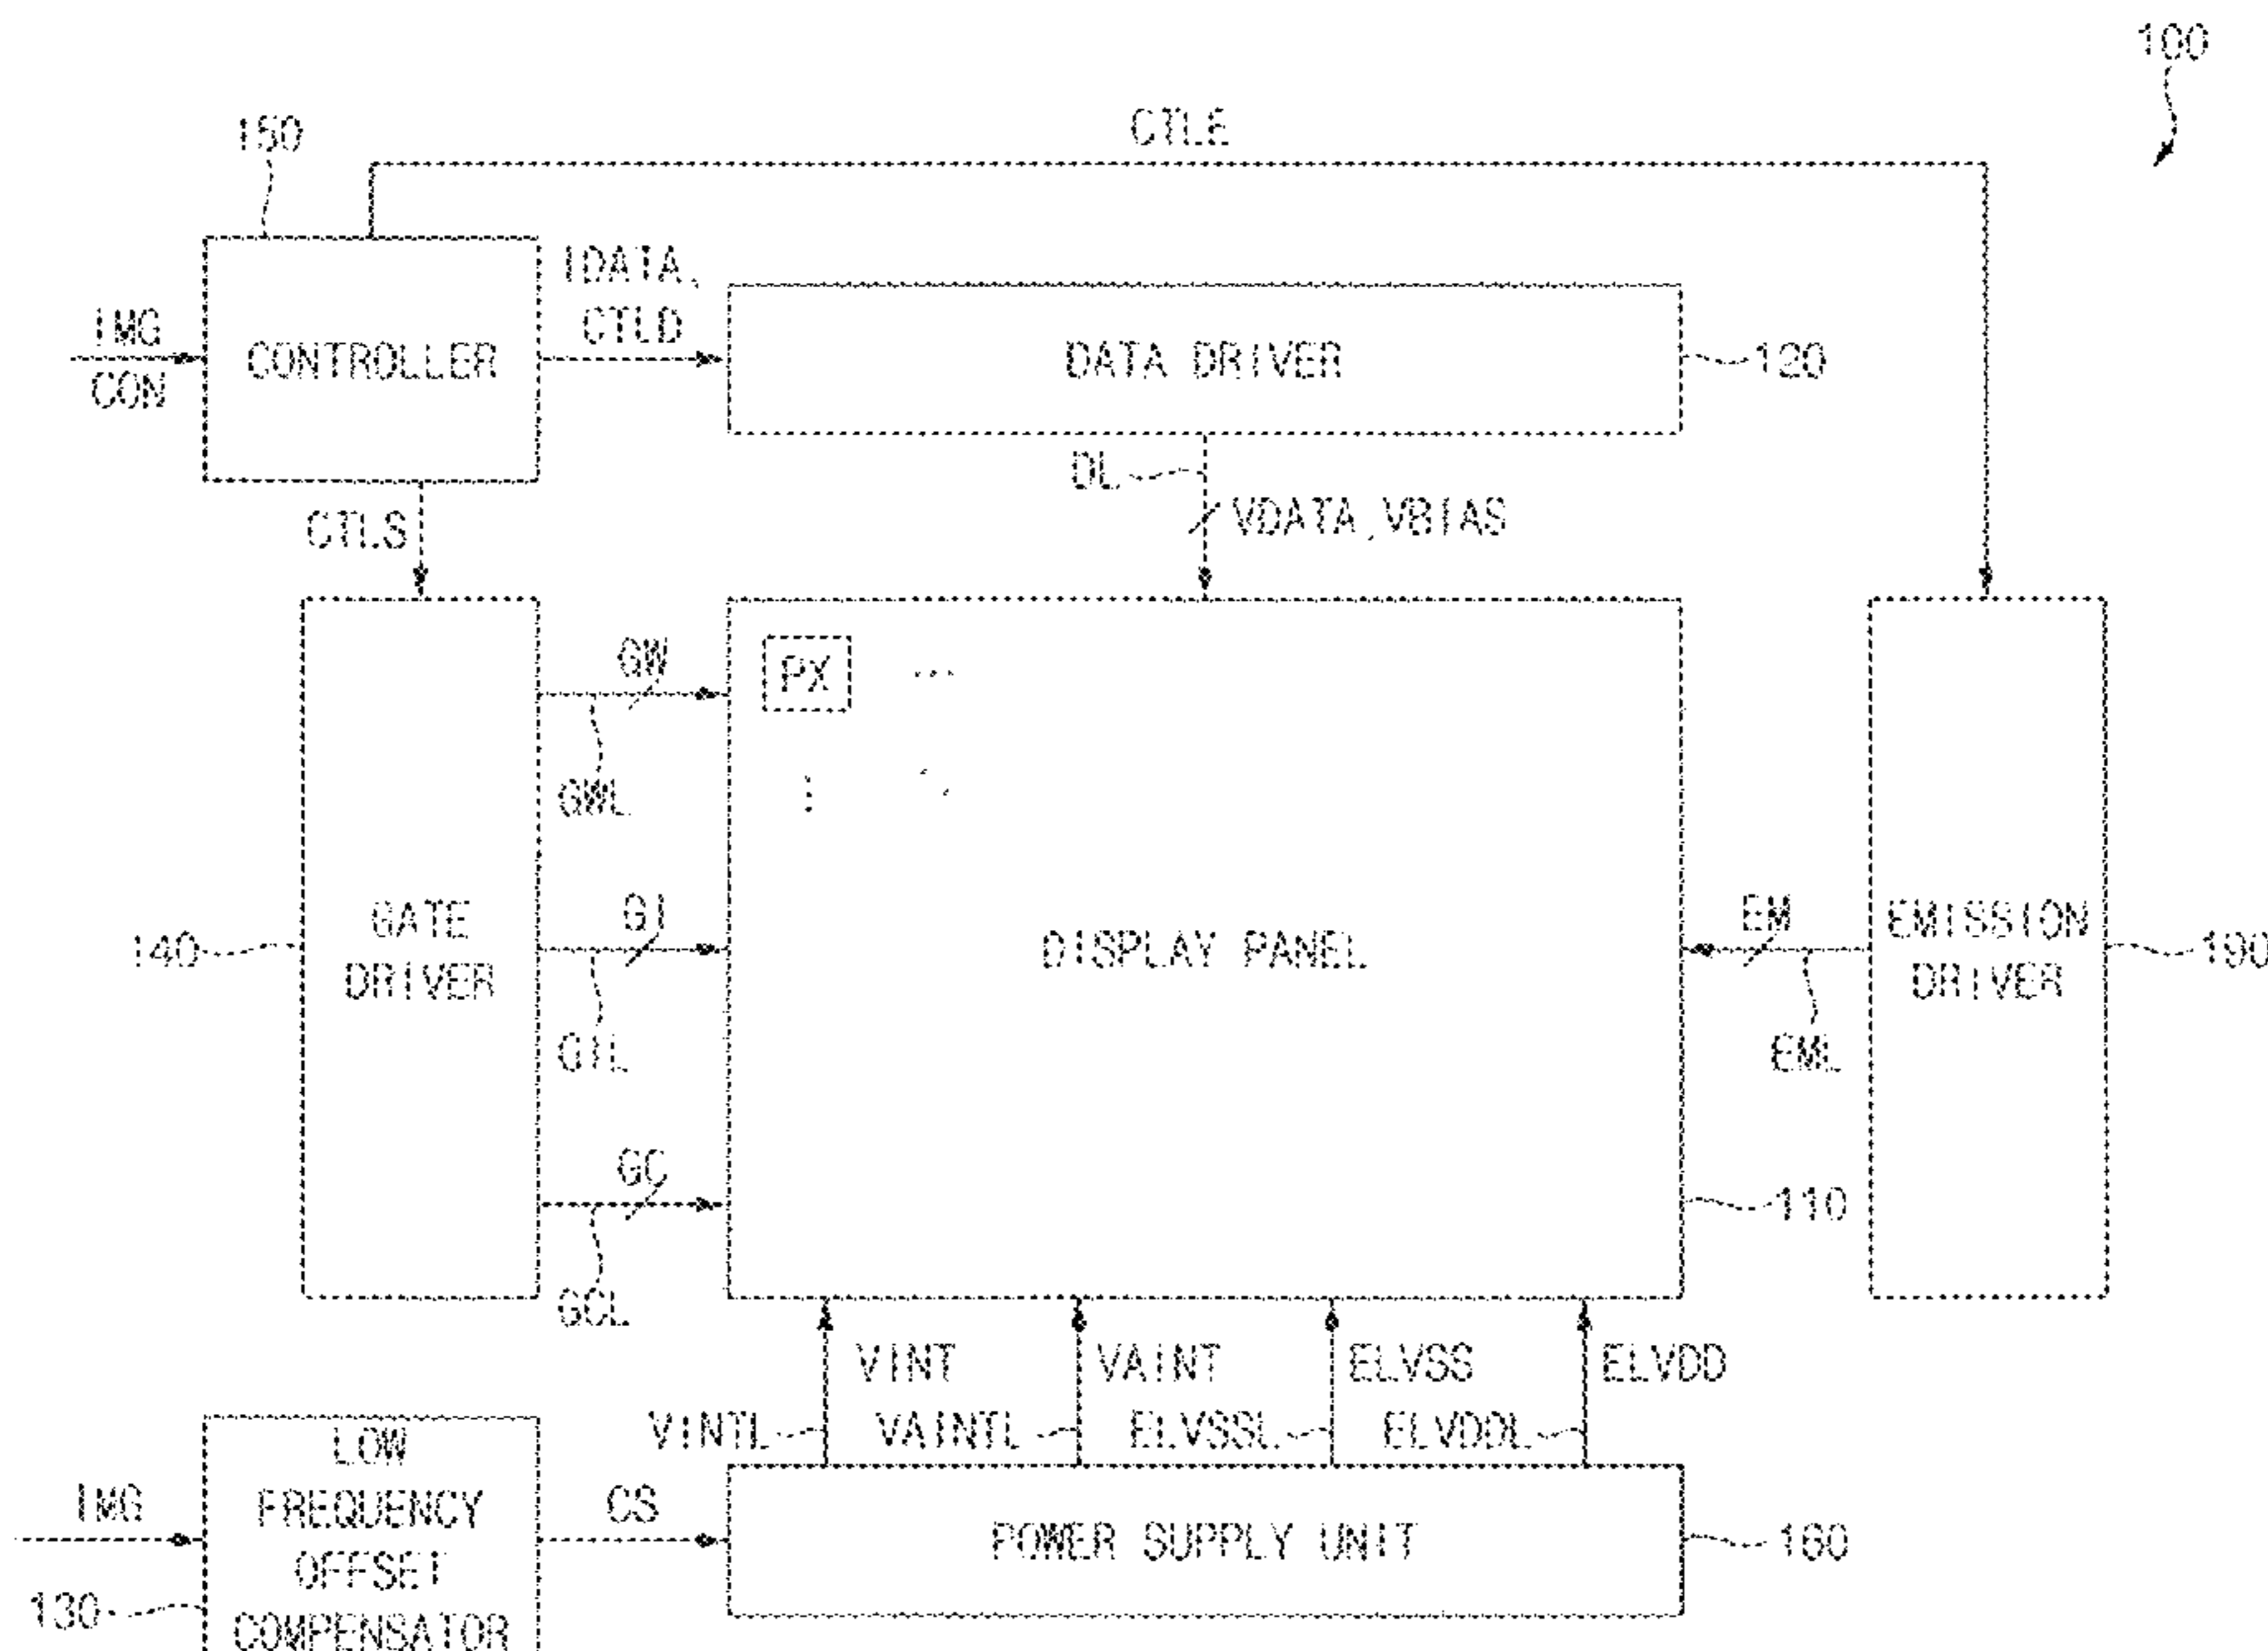 100
CTLE
150
IDATA,
CTLD
IMG
CON
CONTROLLER
DATA DRIVER
120
DL
VDATA,VBIAS
CTLS
GW
PX
...
GWL
GATE
DRIVER
140
GI
GIL
DISPLAY PANEL
EM
EML
EMISSION
DRIVER
190
GC
GCL
110
VINT
VAINT
ELVSS
ELVDD
VINTL
VAINTL
ELVSSL
ELVDDL
LOW
FREQUENCY
OFFSET
COMPENSATOR
IMG
130
CS
POWER SUPPLY UNIT
160